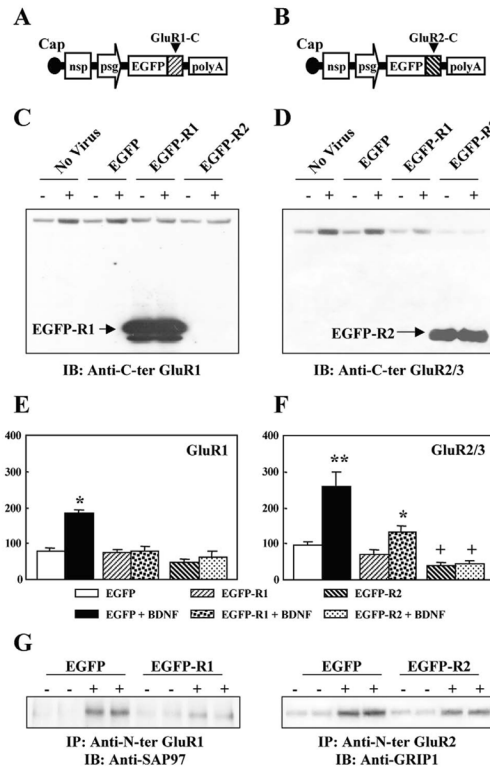 A
B
GluR1-C
GluR2-C
Cap
nsp
psg
EGFP
polyA
Cap
nsp
psg
EGFP
polyA
C
D
No Virus
EGFP
EGFP-R1
EGFP-R2
No Virus
EGFP
EGFP-R1
- + - + - + - +
- + - + - + - +
EGFP-R1
EGFP-R2
IB: Anti-C-ter GluR1
IB: Anti-C-ter GluR2/3
E
F
400
300
200
100
0
GluR1
*
400
300
200
100
0
GluR2/3
**
*
+ +
EGFP
EGFP-R1
EGFP-R2
EGFP + BDNF
EGFP-R1 + BDNF
EGFP-R2 + BDNF
G
EGFP
EGFP-R1
EGFP
EGFP-R2
- - + + - - + +
- - + + - - + +
IP: Anti-N-ter GluR1
IB: Anti-SAP97
IP: Anti-N-ter GluR2
IB: Anti-GRIP1